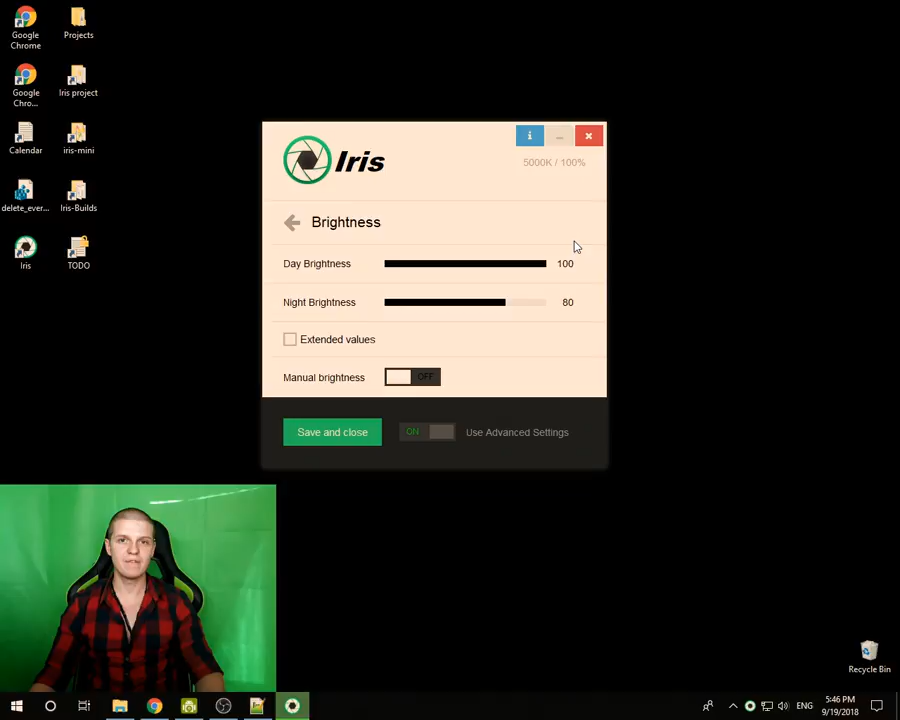 Google
Chrome
Projects
Google
Chro...
Iris project
Calendar
iris-mini
delete_ever...
Iris-Builds
Iris
TODO
i
Iris
5000K / 100%
Brightness
Day Brightness
100
Night Brightness
80
Extended values
Manual brightness
OFF
Save and close
ON
Use Advanced Settings
Recycle Bin
ENG
5:46 PM
9/19/2018